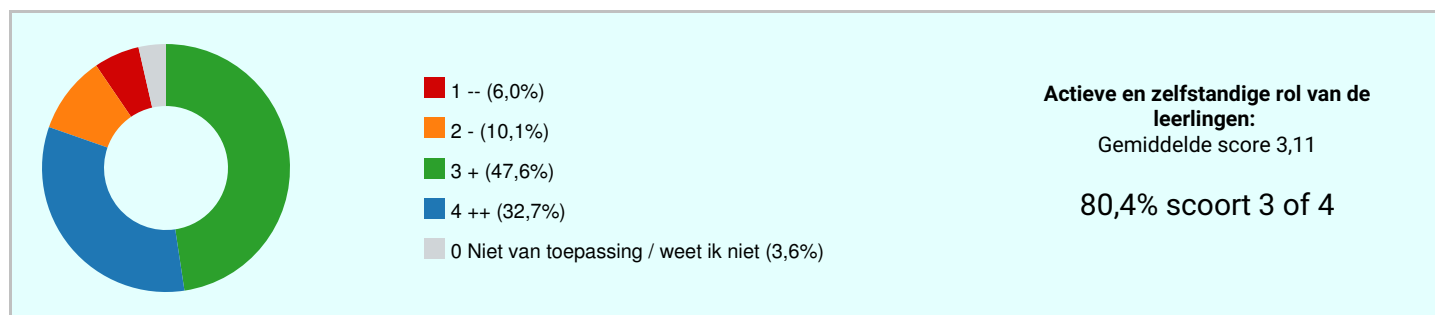 1 -- (6,0%)
2 - (10,1%)
3 + (47,6%)
4 ++ (32,7%)
0 Niet van toepassing / weet ik niet (3,6%)
Actieve en zelfstandige rol van de
leerlingen:
Gemiddelde score 3,11
80,4% scoort 3 of 4